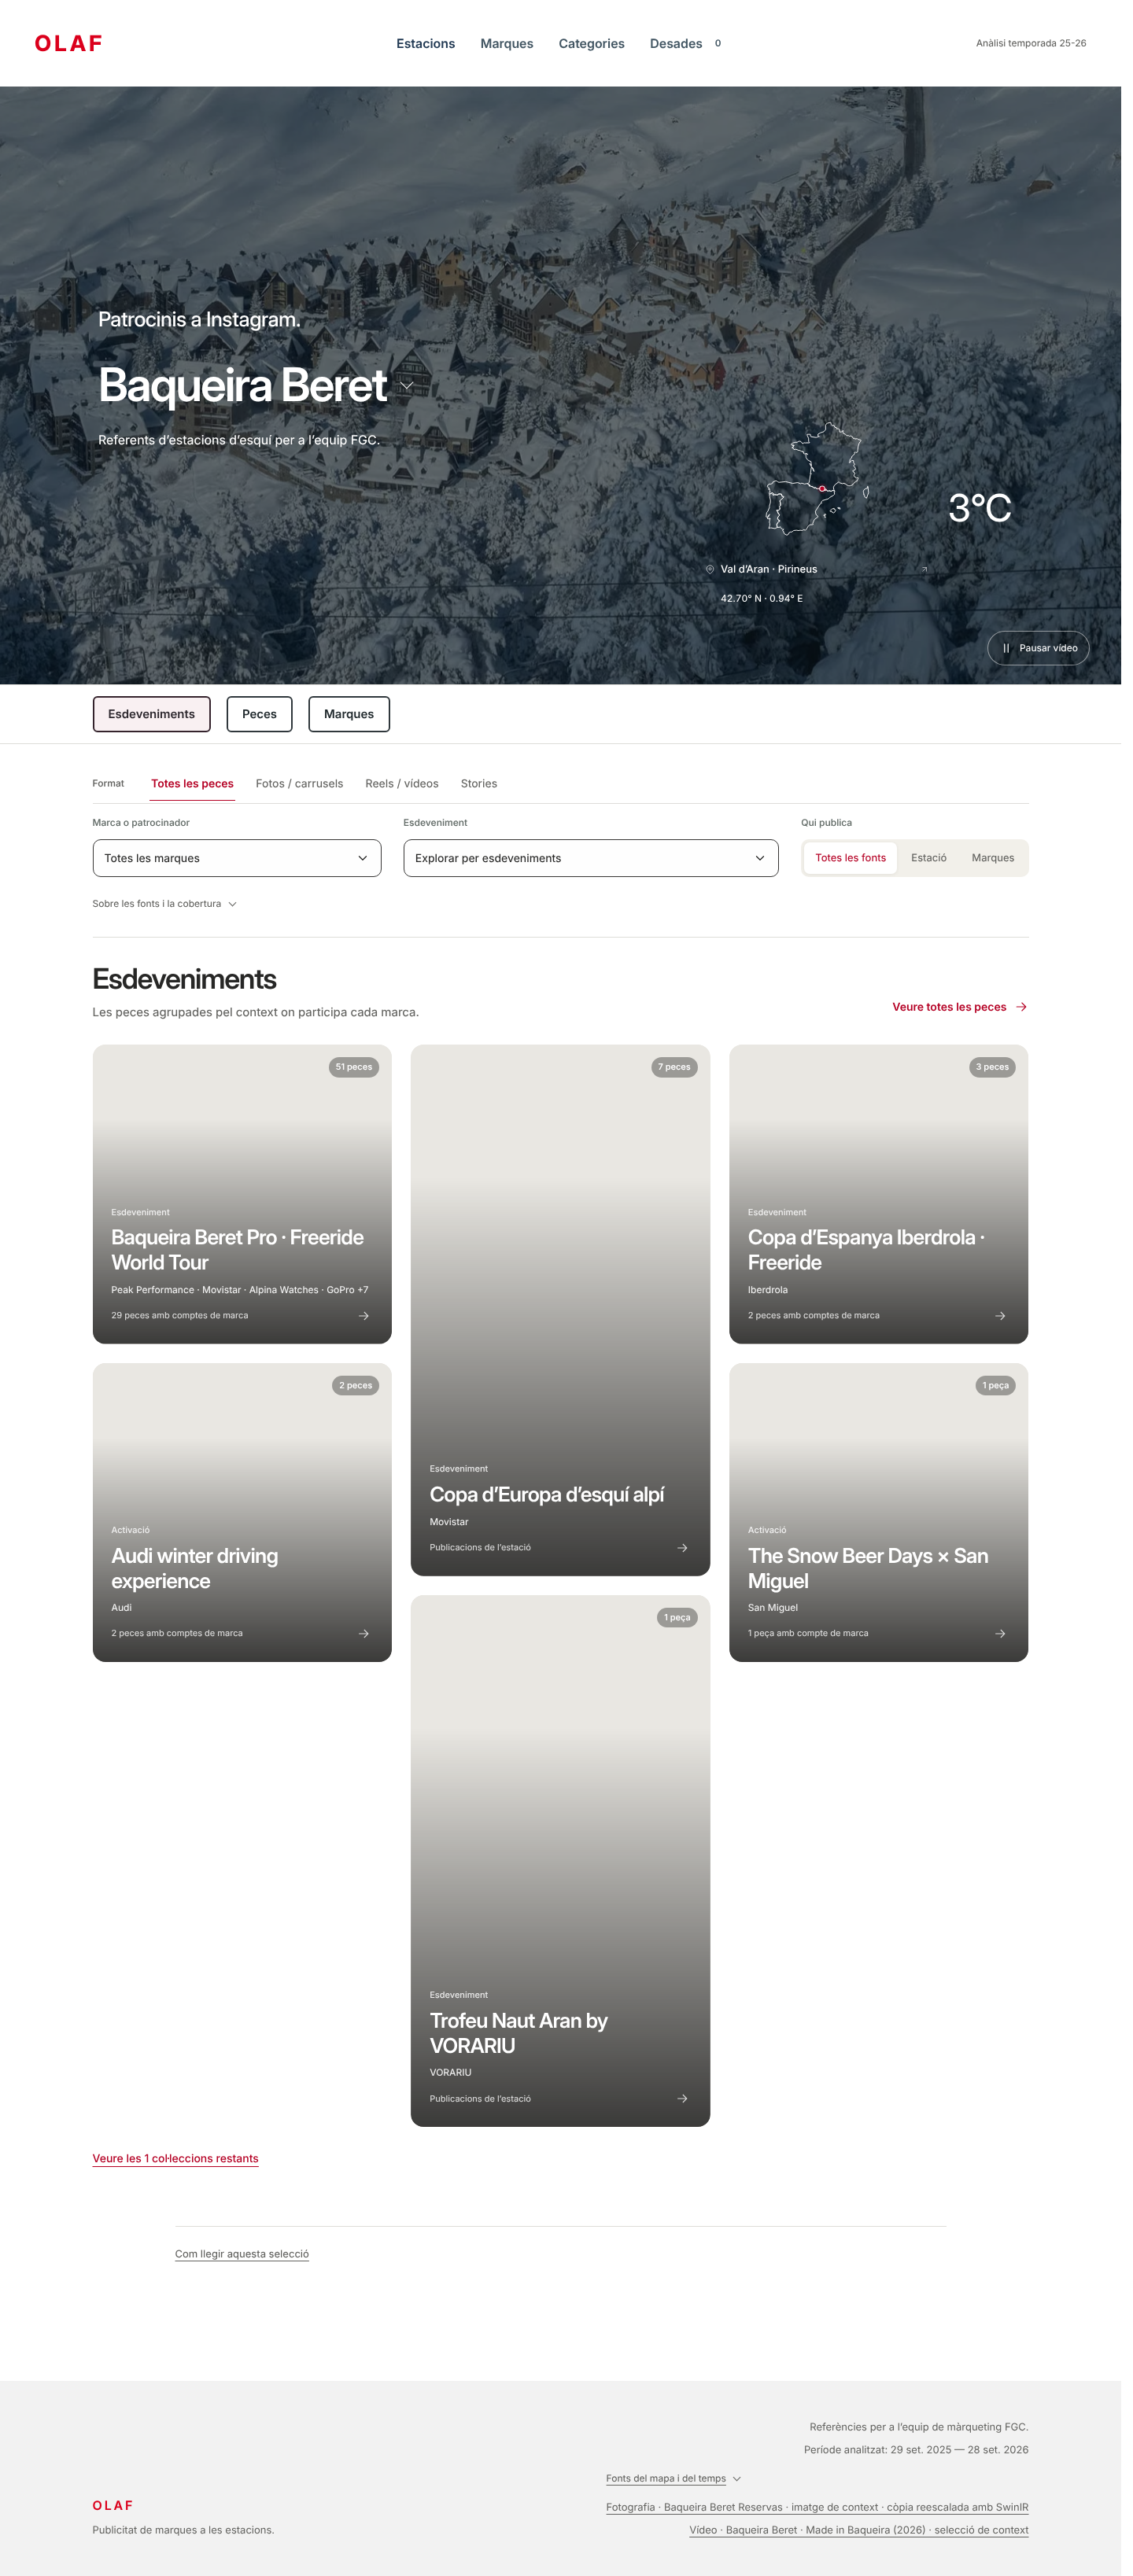 OLAF
Estacions
Marques
Categories
Desades 0
Anàlisi temporada 25-26
Patrocinis a Instagram.
Baqueira Beret
Referents d’estacions d’esquí per a l’equip FGC.
3°C
Val d’Aran · Pirineus
42.70° N · 0.94° E
Pausar vídeo
Esdeveniments
Peces
Marques
Format
Totes les peces
Fotos / carrusels
Reels / vídeos
Stories
Marca o patrocinador
Totes les marques
Esdeveniment
Explorar per esdeveniments
Qui publica
Totes les fonts
Estació
Marques
Sobre les fonts i la cobertura
Esdeveniments
Les peces agrupades pel context on participa cada marca.
Veure totes les peces
51 peces
Esdeveniment
Baqueira Beret Pro · Freeride
World Tour
Peak Performance · Movistar · Alpina Watches · GoPro +7
29 peces amb comptes de marca
7 peces
Esdeveniment
Copa d’Europa d’esquí alpí
Movistar
Publicacions de l’estació
3 peces
Esdeveniment
Copa d’Espanya Iberdrola ·
Freeride
Iberdrola
2 peces amb comptes de marca
2 peces
Activació
Audi winter driving
experience
Audi
2 peces amb comptes de marca
1 peça
Activació
The Snow Beer Days × San
Miguel
San Miguel
1 peça amb compte de marca
1 peça
Esdeveniment
Trofeu Naut Aran by
VORARIU
VORARIU
Publicacions de l’estació
Veure les 1 col·leccions restants
Com llegir aquesta selecció
Referències per a l’equip de màrqueting FGC.
Període analitzat: 29 set. 2025 — 28 set. 2026
Fonts del mapa i del temps
OLAF
Fotografia · Baqueira Beret Reservas · imatge de context · còpia reescalada amb SwinIR
Publicitat de marques a les estacions.
Vídeo · Baqueira Beret · Made in Baqueira (2026) · selecció de context